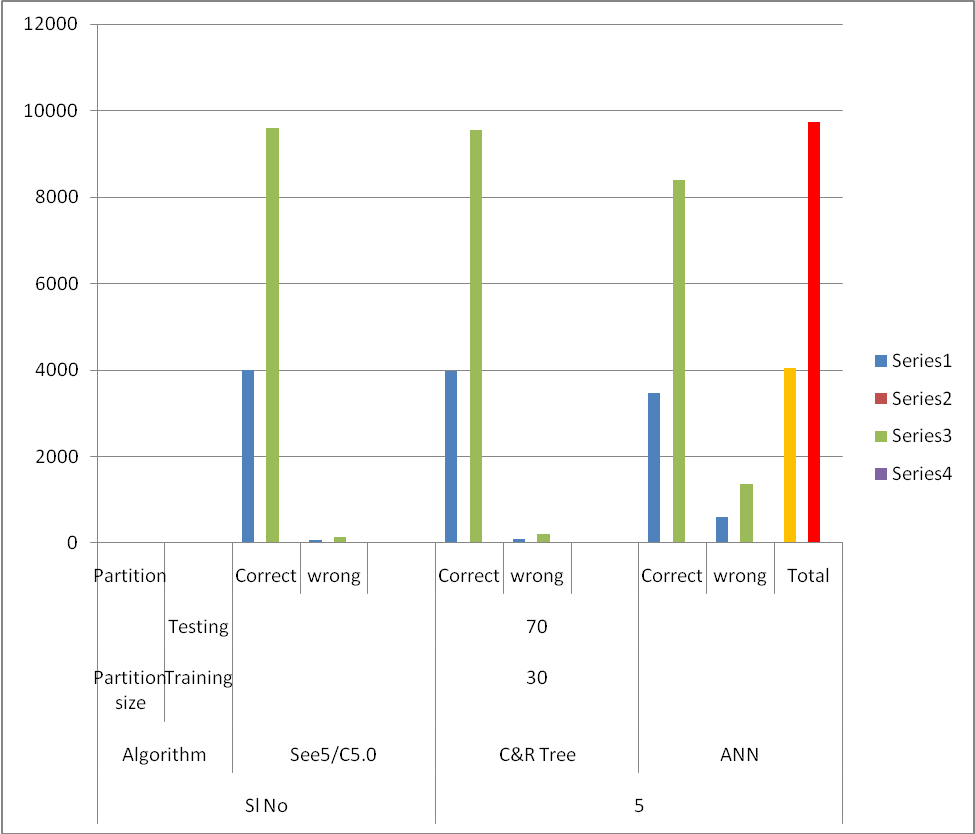 12000
10000
8000
6000
4000
2000
0
Series1
Series2
Series3
Series4
Partition Correct wrong Correct wrong Correct wrong Total
Testing 70
Partition size Training 30
Algorithm See5/C5.0 C&R Tree ANN
Sl No 5